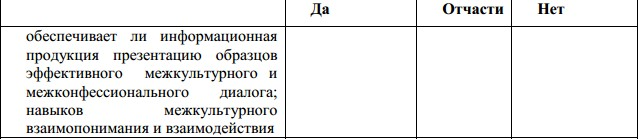 Да Отчасти Нет
обеспечивает ли информационная
продукция презентацию образцов
эффективного межкультурного и
межконфессионального диалога;
навыков межкультурного
взаимопонимания и взаимодействия